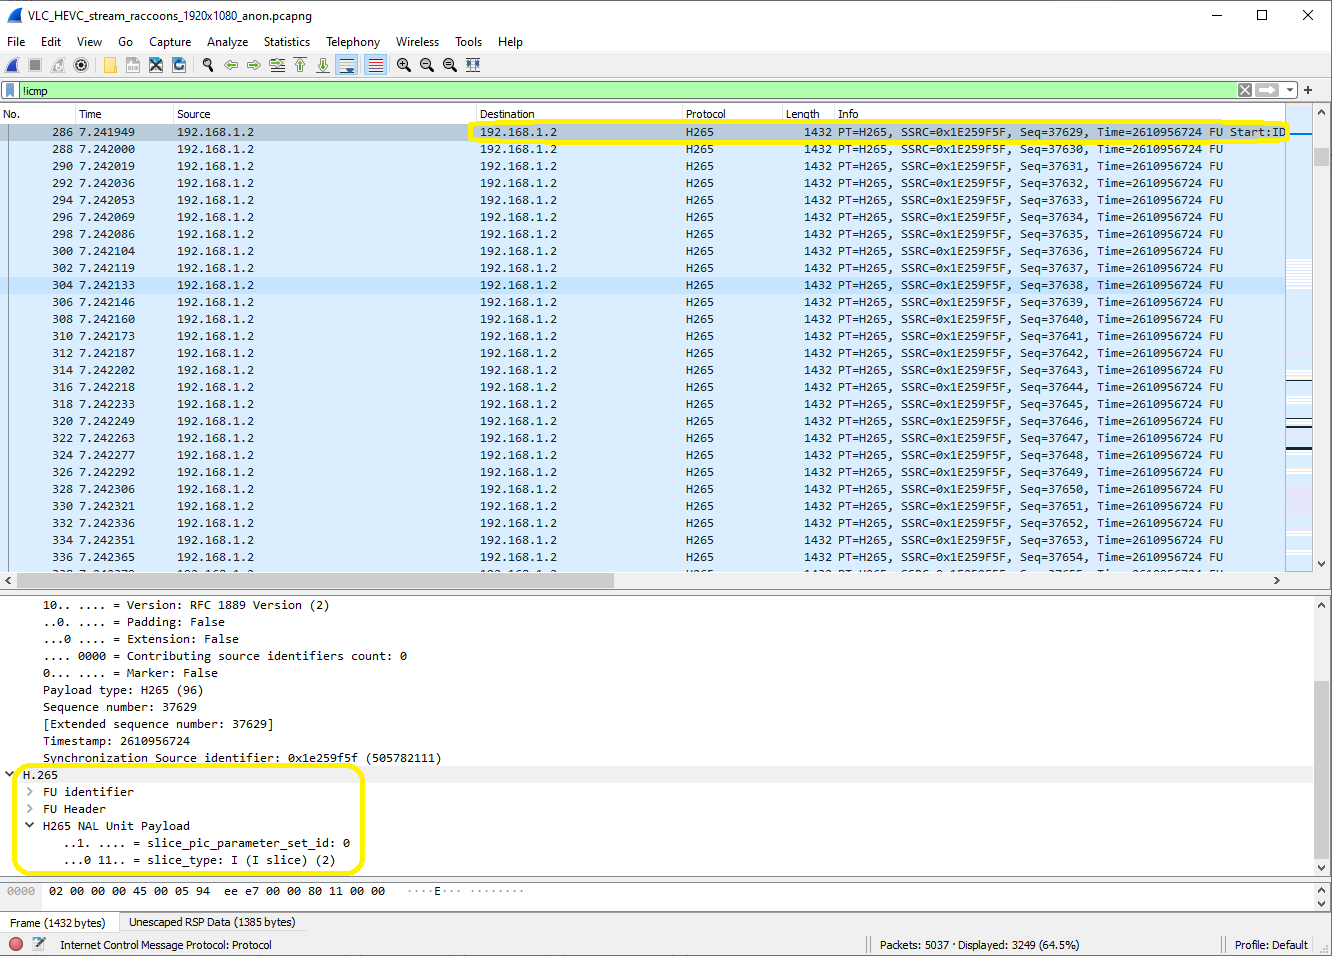 VLC_HEVC_stream_raccoons_1920x1080_anon.pcapng
File Edit View Go Capture Analyze Statistics Telephony Wireless Tools Help
!icmp
No. Time Source Destination Protocol Length Info
286 7.241949 192.168.1.2 192.168.1.2 H265 1432 PT=H265, SSRC=0x1E259F5F, Seq=37629, Time=2610956724 FU Start:ID
288 7.242000 192.168.1.2 192.168.1.2 H265 1432 PT=H265, SSRC=0x1E259F5F, Seq=37630, Time=2610956724 FU
290 7.242019 192.168.1.2 192.168.1.2 H265 1432 PT=H265, SSRC=0x1E259F5F, Seq=37631, Time=2610956724 FU
292 7.242036 192.168.1.2 192.168.1.2 H265 1432 PT=H265, SSRC=0x1E259F5F, Seq=37632, Time=2610956724 FU
294 7.242053 192.168.1.2 192.168.1.2 H265 1432 PT=H265, SSRC=0x1E259F5F, Seq=37633, Time=2610956724 FU
296 7.242069 192.168.1.2 192.168.1.2 H265 1432 PT=H265, SSRC=0x1E259F5F, Seq=37634, Time=2610956724 FU
298 7.242086 192.168.1.2 192.168.1.2 H265 1432 PT=H265, SSRC=0x1E259F5F, Seq=37635, Time=2610956724 FU
300 7.242104 192.168.1.2 192.168.1.2 H265 1432 PT=H265, SSRC=0x1E259F5F, Seq=37636, Time=2610956724 FU
302 7.242119 192.168.1.2 192.168.1.2 H265 1432 PT=H265, SSRC=0x1E259F5F, Seq=37637, Time=2610956724 FU
304 7.242133 192.168.1.2 192.168.1.2 H265 1432 PT=H265, SSRC=0x1E259F5F, Seq=37638, Time=2610956724 FU
306 7.242146 192.168.1.2 192.168.1.2 H265 1432 PT=H265, SSRC=0x1E259F5F, Seq=37639, Time=2610956724 FU
308 7.242160 192.168.1.2 192.168.1.2 H265 1432 PT=H265, SSRC=0x1E259F5F, Seq=37640, Time=2610956724 FU
310 7.242173 192.168.1.2 192.168.1.2 H265 1432 PT=H265, SSRC=0x1E259F5F, Seq=37641, Time=2610956724 FU
312 7.242187 192.168.1.2 192.168.1.2 H265 1432 PT=H265, SSRC=0x1E259F5F, Seq=37642, Time=2610956724 FU
314 7.242202 192.168.1.2 192.168.1.2 H265 1432 PT=H265, SSRC=0x1E259F5F, Seq=37643, Time=2610956724 FU
316 7.242218 192.168.1.2 192.168.1.2 H265 1432 PT=H265, SSRC=0x1E259F5F, Seq=37644, Time=2610956724 FU
318 7.242233 192.168.1.2 192.168.1.2 H265 1432 PT=H265, SSRC=0x1E259F5F, Seq=37645, Time=2610956724 FU
320 7.242249 192.168.1.2 192.168.1.2 H265 1432 PT=H265, SSRC=0x1E259F5F, Seq=37646, Time=2610956724 FU
322 7.242263 192.168.1.2 192.168.1.2 H265 1432 PT=H265, SSRC=0x1E259F5F, Seq=37647, Time=2610956724 FU
324 7.242277 192.168.1.2 192.168.1.2 H265 1432 PT=H265, SSRC=0x1E259F5F, Seq=37648, Time=2610956724 FU
326 7.242292 192.168.1.2 192.168.1.2 H265 1432 PT=H265, SSRC=0x1E259F5F, Seq=37649, Time=2610956724 FU
328 7.242306 192.168.1.2 192.168.1.2 H265 1432 PT=H265, SSRC=0x1E259F5F, Seq=37650, Time=2610956724 FU
330 7.242321 192.168.1.2 192.168.1.2 H265 1432 PT=H265, SSRC=0x1E259F5F, Seq=37651, Time=2610956724 FU
332 7.242336 192.168.1.2 192.168.1.2 H265 1432 PT=H265, SSRC=0x1E259F5F, Seq=37652, Time=2610956724 FU
334 7.242351 192.168.1.2 192.168.1.2 H265 1432 PT=H265, SSRC=0x1E259F5F, Seq=37653, Time=2610956724 FU
336 7.242365 192.168.1.2 192.168.1.2 H265 1432 PT=H265, SSRC=0x1E259F5F, Seq=37654, Time=2610956724 FU
10.. .... = Version: RFC 1889 Version (2)
..0. .... = Padding: False
...0 .... = Extension: False
.... 0000 = Contributing source identifiers count: 0
0... .... = Marker: False
Payload type: H265 (96)
Sequence number: 37629
[Extended sequence number: 37629]
Timestamp: 2610956724
Synchronization Source identifier: 0x1e259f5f (505782111)
H.265
FU identifier
FU Header
H265 NAL Unit Payload
..1. .... = slice_pic_parameter_set_id: 0
...0 11.. = slice_type: I (I slice) (2)
0000 02 00 00 00 45 00 05 94 ee e7 00 00 80 11 00 00 ····E··· ········
Frame (1432 bytes) Unescaped RSP Data (1385 bytes)
Internet Control Message Protocol: Protocol Packets: 5037 · Displayed: 3249 (64.5%) Profile: Default